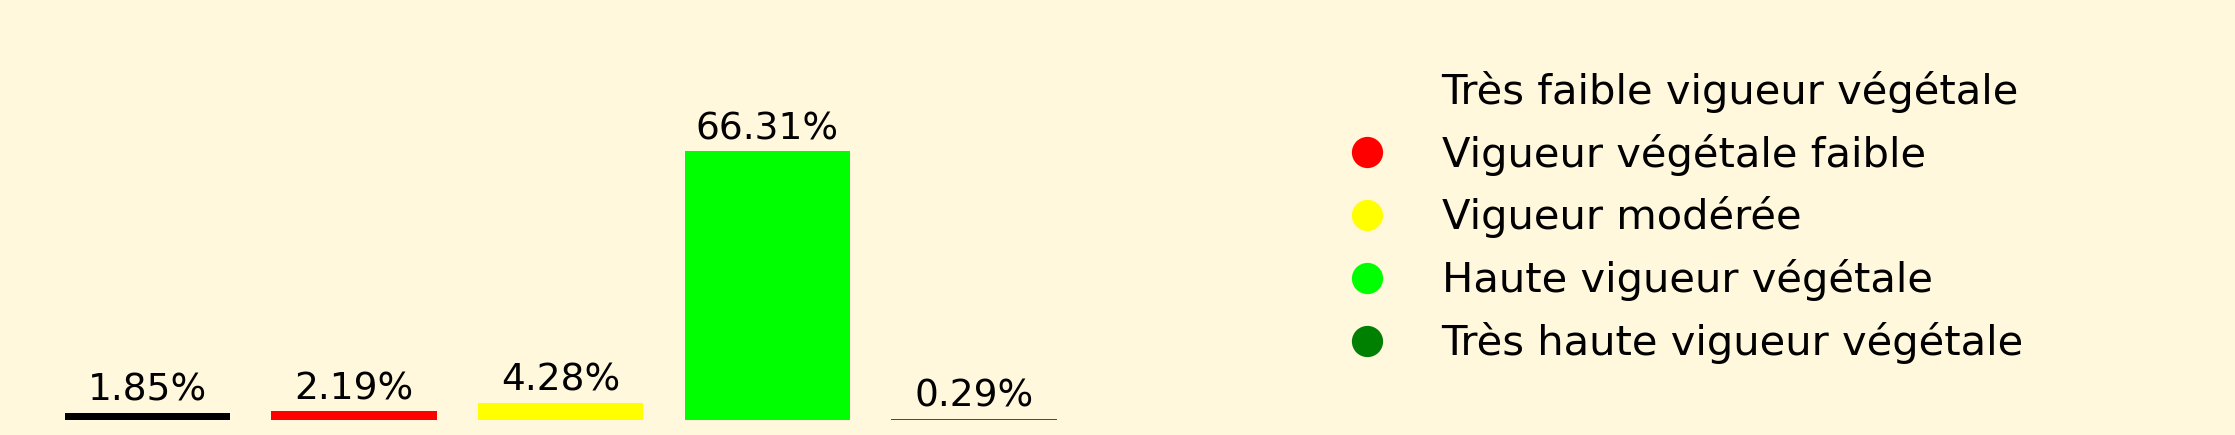 1.85%
2.19%
4.28%
66.31%
0.29%
Très faible vigueur végétale
Vigueur végétale faible
Vigueur modérée
Haute vigueur végétale
Très haute vigueur végétale